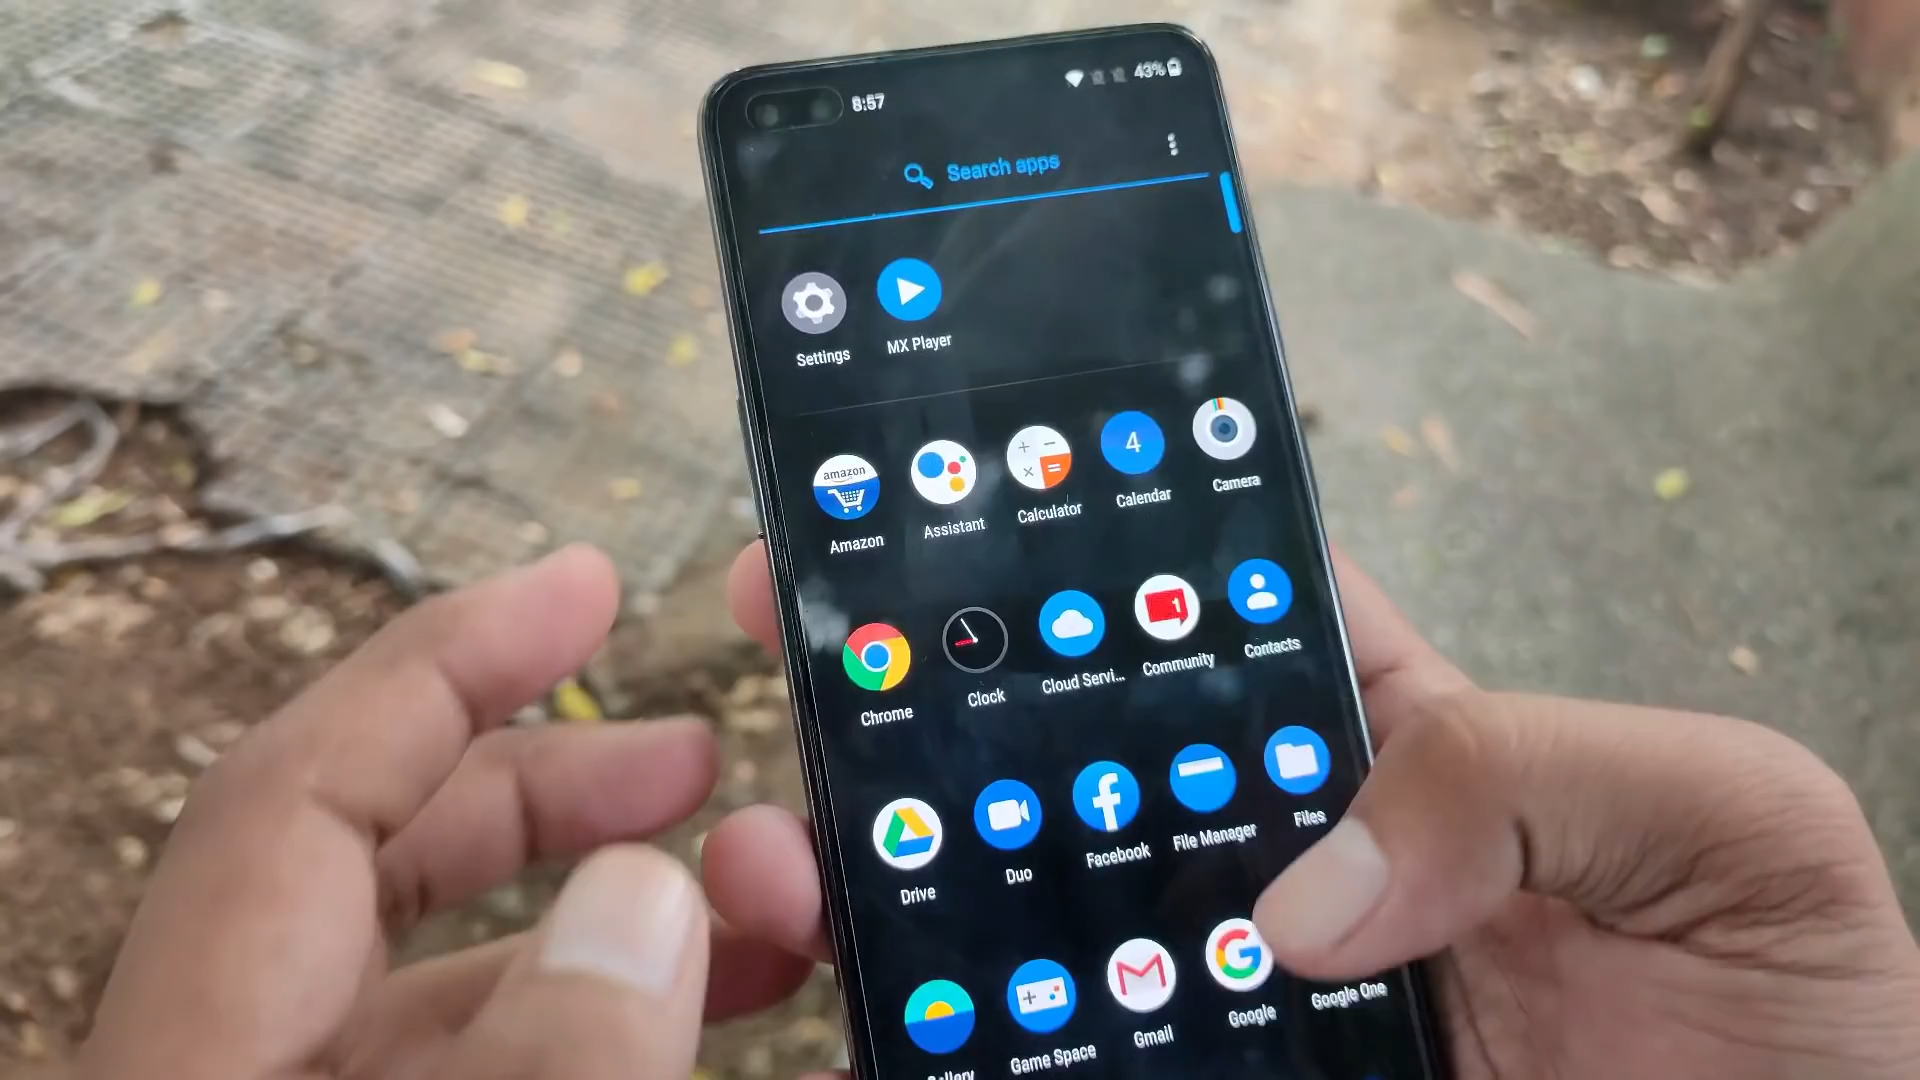 8:57 43%
Search apps
Settings MX Player
amazon 4
Amazon Assistant Calculator Calendar Camera
1
Chrome Clock Cloud Servi... Community Contacts
Drive Duo Facebook File Manager Files
Gallery Game Space Gmail Google Google One